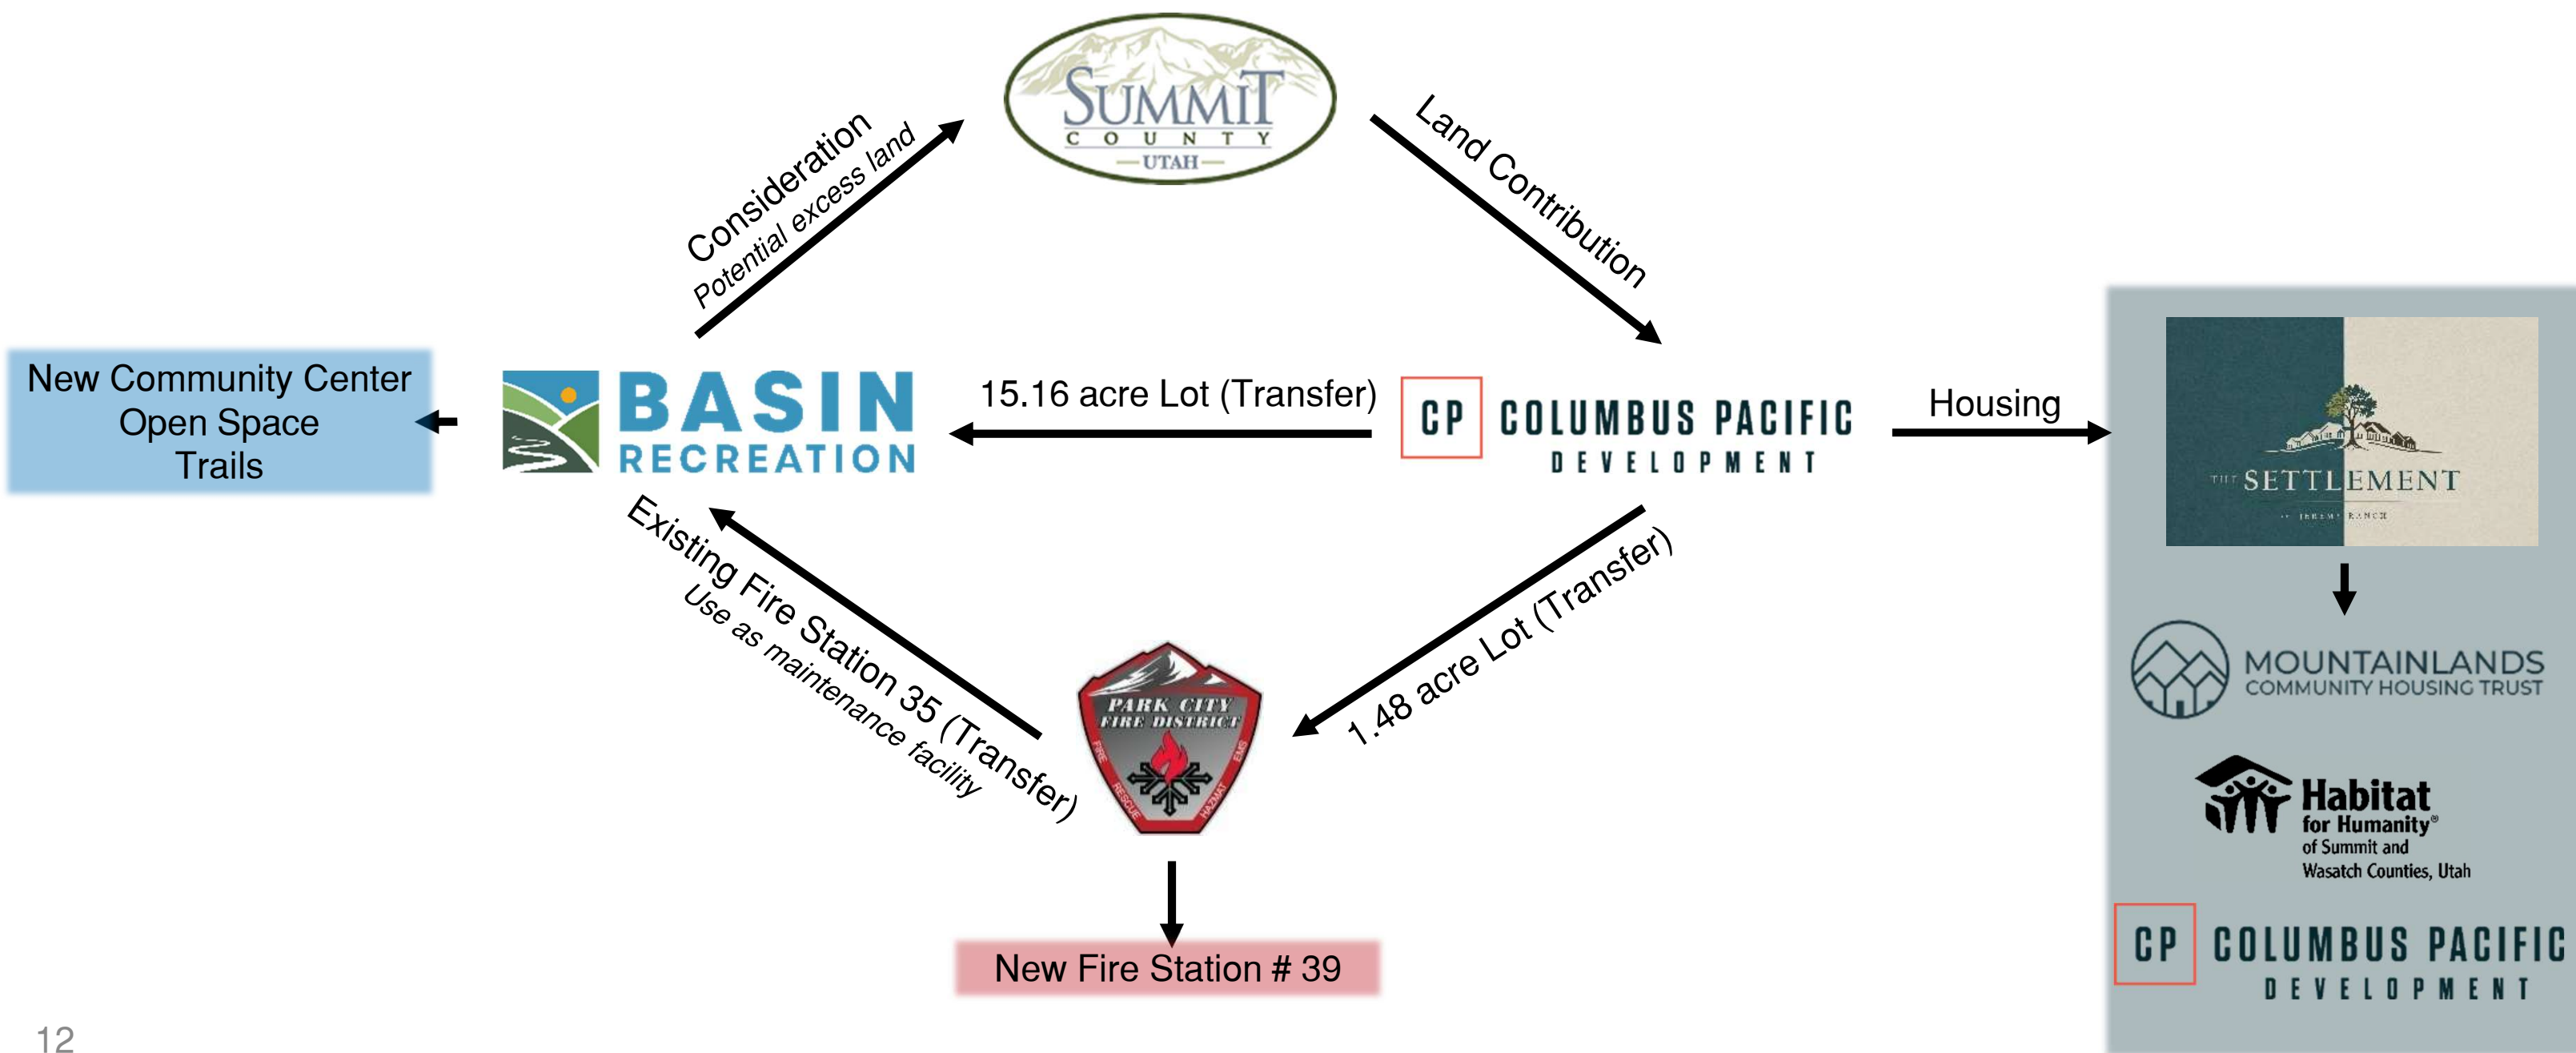 SUMMIT
COUNTY
UTAH
Consideration
Potential excess land
Land Contribution
New Community Center
Open Space
Trails
BASIN
RECREATION
15.16 acre Lot (Transfer)
CP
COLUMBUS PACIFIC
DEVELOPMENT
Housing
THE SETTLEMENT
AT JEREMY RANCH
Existing Fire Station 35 (Transfer)
Use as maintenance facility
1.48 acre Lot (Transfer)
PARK CITY
FIRE DISTRICT
FIRE
RESCUE
HAZMAT
EMS
New Fire Station # 39
MOUNTAINLANDS
COMMUNITY HOUSING TRUST
Habitat
for Humanity®
of Summit and
Wasatch Counties, Utah
CP
COLUMBUS PACIFIC
DEVELOPMENT
12